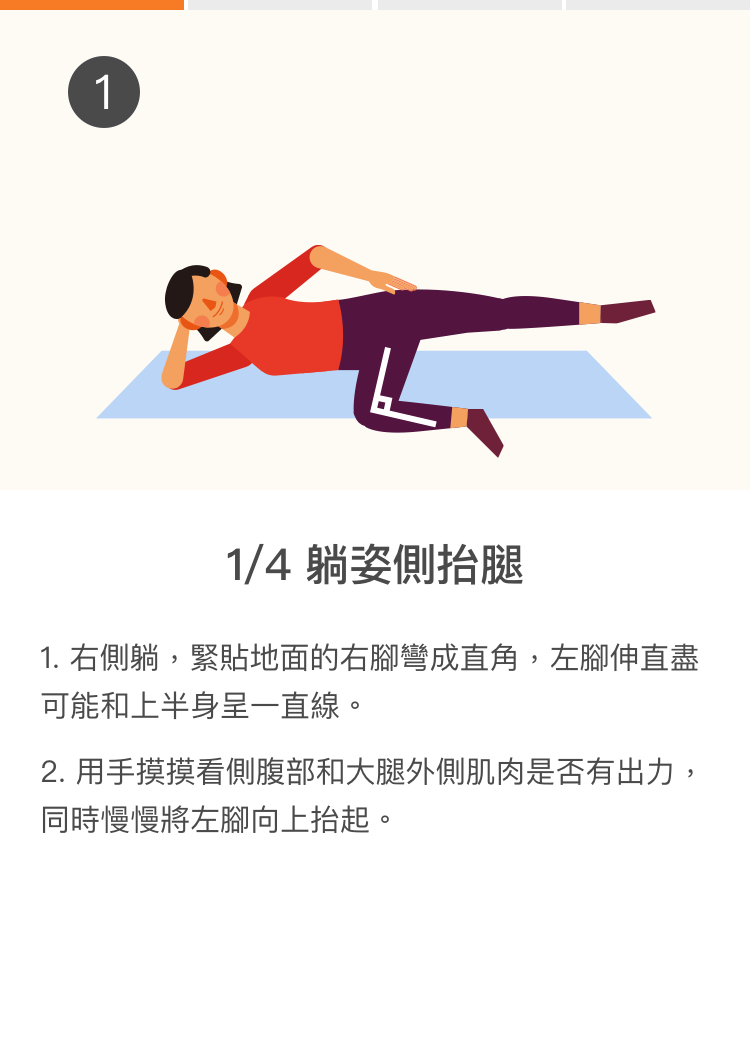 1
1/4 躺姿側抬腿
1. 右側躺，緊貼地面的右腳彎成直角，左腳伸直盡
可能和上半身呈一直線。
2. 用手摸摸看側腹部和大腿外側肌肉是否有出力，
同時慢慢將左腳向上抬起。